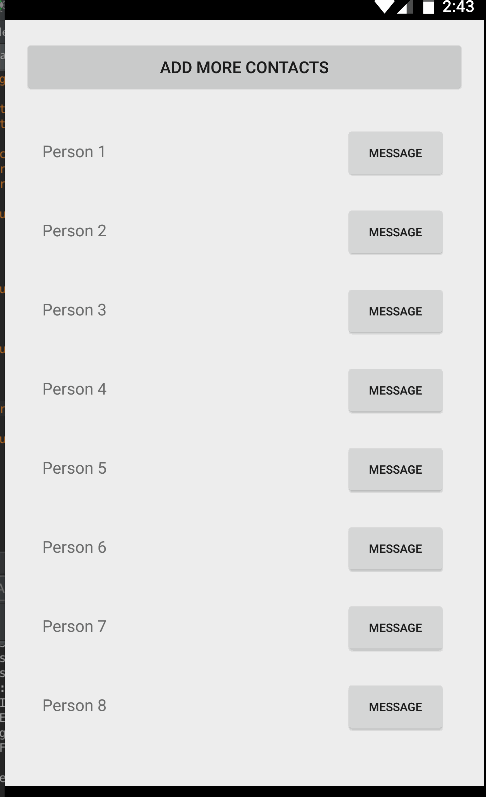 2:43
ADD MORE CONTACTS
Person 1 MESSAGE
Person 2 MESSAGE
Person 3 MESSAGE
Person 4 MESSAGE
Person 5 MESSAGE
Person 6 MESSAGE
Person 7 MESSAGE
Person 8 MESSAGE